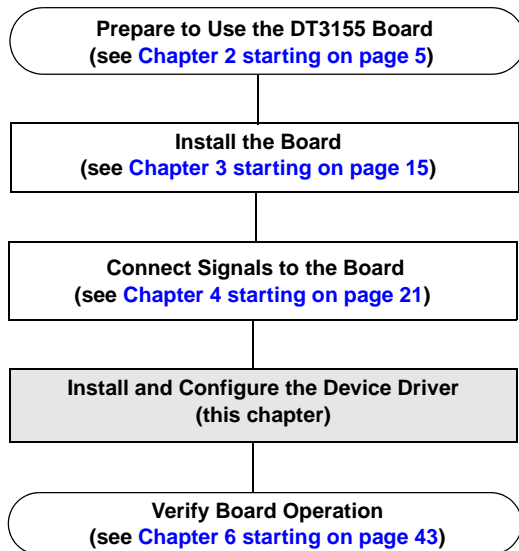 Prepare to Use the DT3155 Board
(see Chapter 2 starting on page 5)
Install the Board
(see Chapter 3 starting on page 15)
Connect Signals to the Board
(see Chapter 4 starting on page 21)
Install and Configure the Device Driver
(this chapter)
Verify Board Operation
(see Chapter 6 starting on page 43)